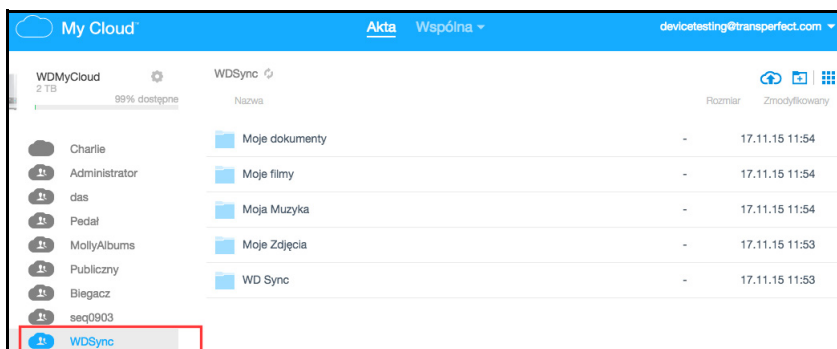 My Cloud™
Akta Wspólna
devicetesting@transperfect.com
WDMyCloud
2 TB
99% dostępne
Charlie
Administrator
das
Pedał
MollyAlbums
Publiczny
Biegacz
seq0903
WDSync
WDSync
Nazwa Rozmiar Zmodyfikowany
Moje dokumenty - 17.11.15 11:54
Moje filmy - 17.11.15 11:54
Moja Muzyka - 17.11.15 11:54
Moje Zdjęcia - 17.11.15 11:53
WD Sync - 17.11.15 11:53